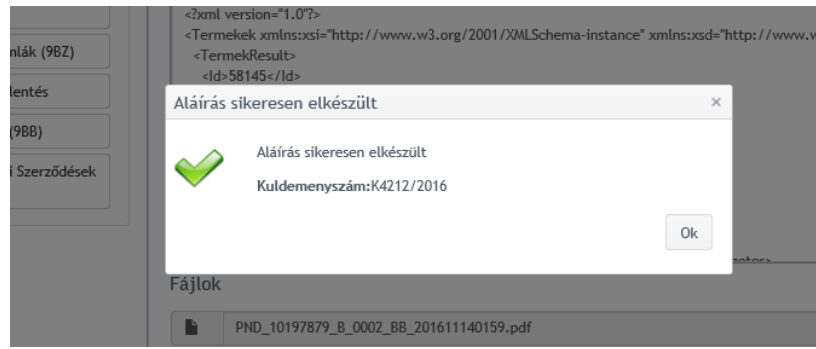 <?xml version="1.0"?>
<Termekek xmlns:xsi="http://www.w3.org/2001/XMLSchema-instance" xmlns:xsd="http://www.w
<TermekResult>
<Id>58145</Id>
mlák (9BZ)
lentés
(9BB)
i Szerződések
Aláírás sikeresen elkészült
×
Aláírás sikeresen elkészült
Kuldemenyszám:K4212/2016
Ok
Fájlok
PND_10197879_B_0002_BB_201611140159.pdf